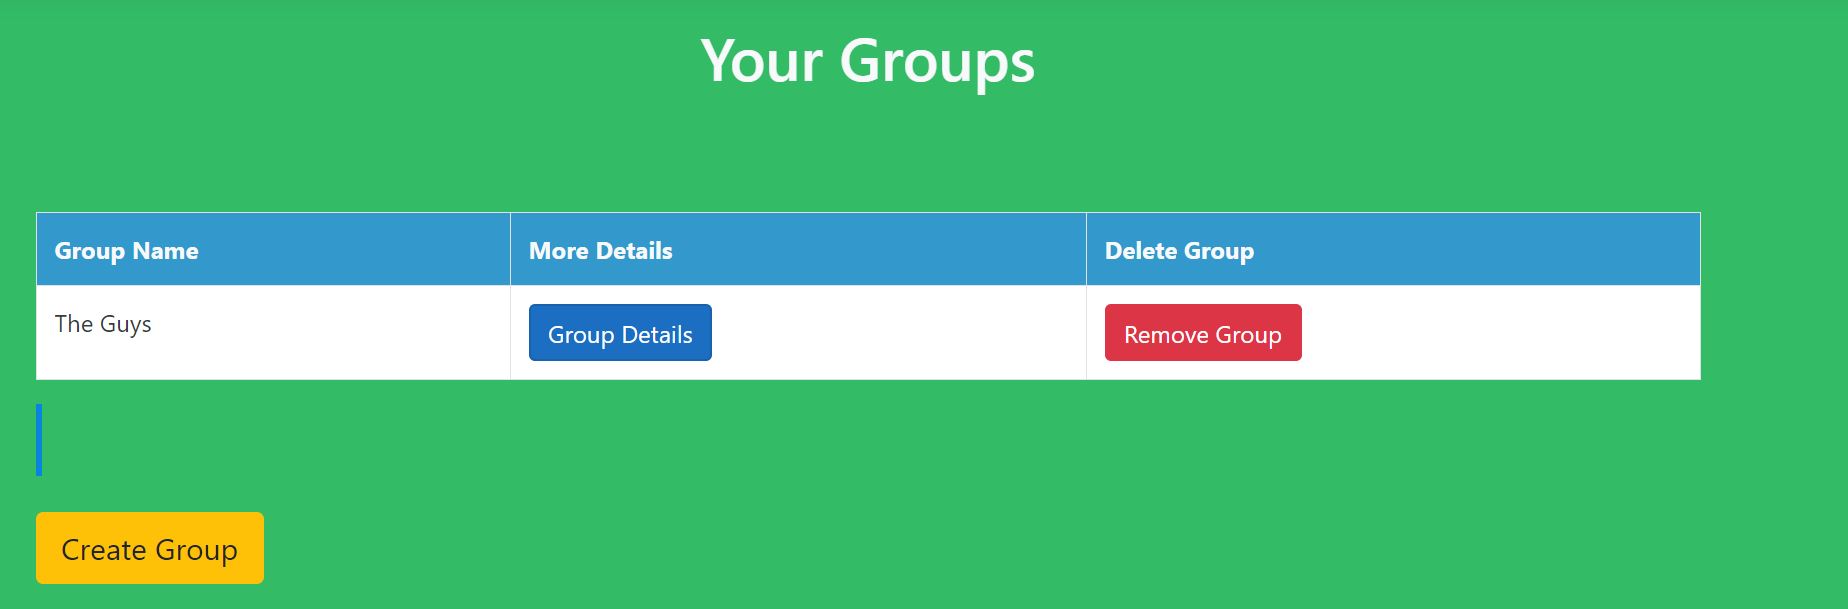 Your Groups
Group Name More Details Delete Group
The Guys Group Details Remove Group
Create Group